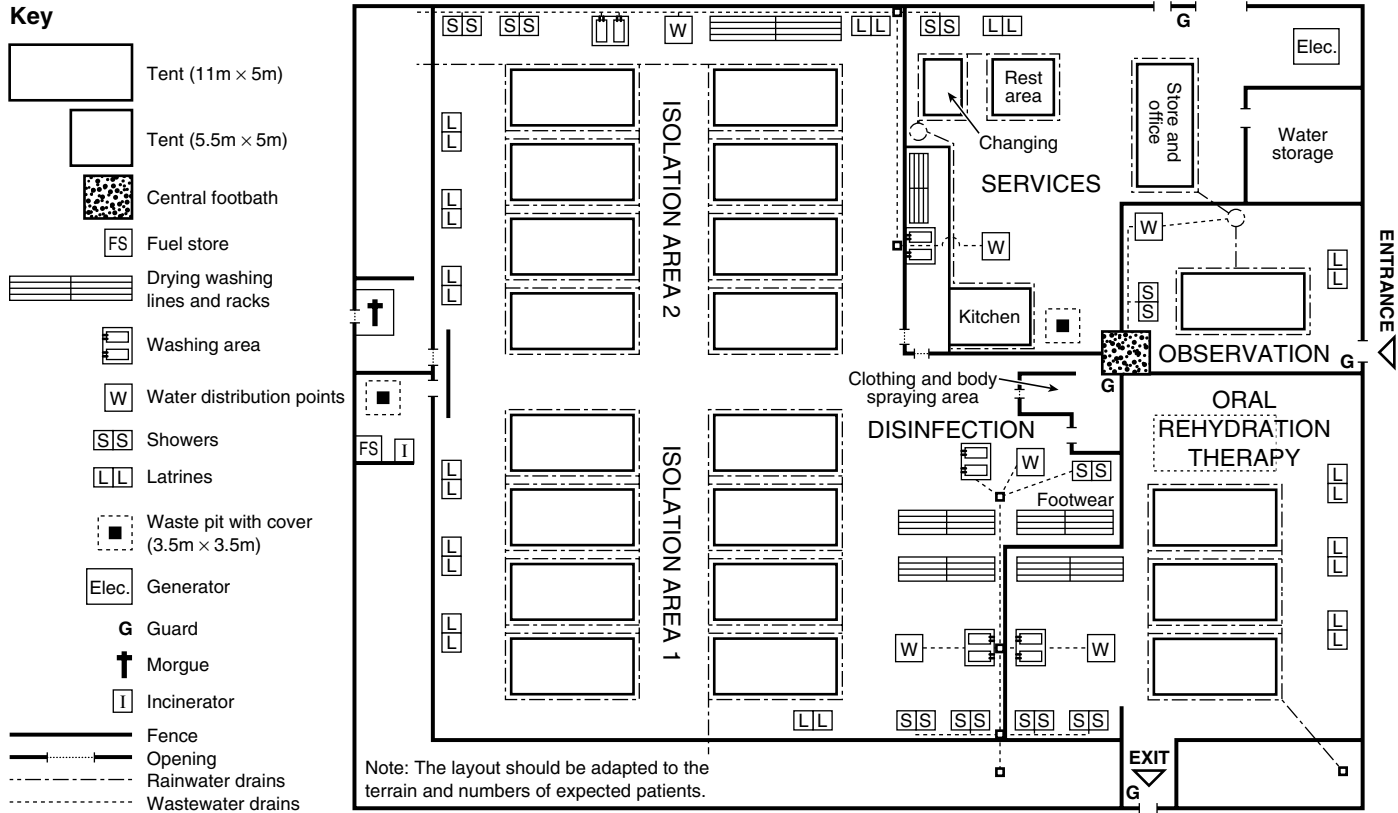 Key
Tent (11m × 5m)
Tent (5.5m × 5m)
Central footbath
FS
Fuel store
Drying washing
lines and racks
Washing area
W
Water distribution points
S S
Showers
L L
Latrines
Waste pit with cover
(3.5m × 3.5m)
Elec.
Generator
G
Guard
Morgue
I
Incinerator
Fence
Opening
Rainwater drains
Wastewater drains
S S
S S
W
L L
S S
L L
G
Elec.
Rest
area
Changing
Store and
office
Water
storage
SERVICES
ISOLATION AREA 2
L
L
L
L
L
L
W
Kitchen
W
S
S
L
L
ENTRANCE
OBSERVATION
G
G
Clothing and body
spraying area
DISINFECTION
ORAL
REHYDRATION
THERAPY
FS
I
ISOLATION AREA 1
L
L
L
L
L
L
W
S S
Footwear
L
L
L
L
L
L
W
W
L L
S S
S S
S S
S S
EXIT
G
Note: The layout should be adapted to the
terrain and numbers of expected patients.